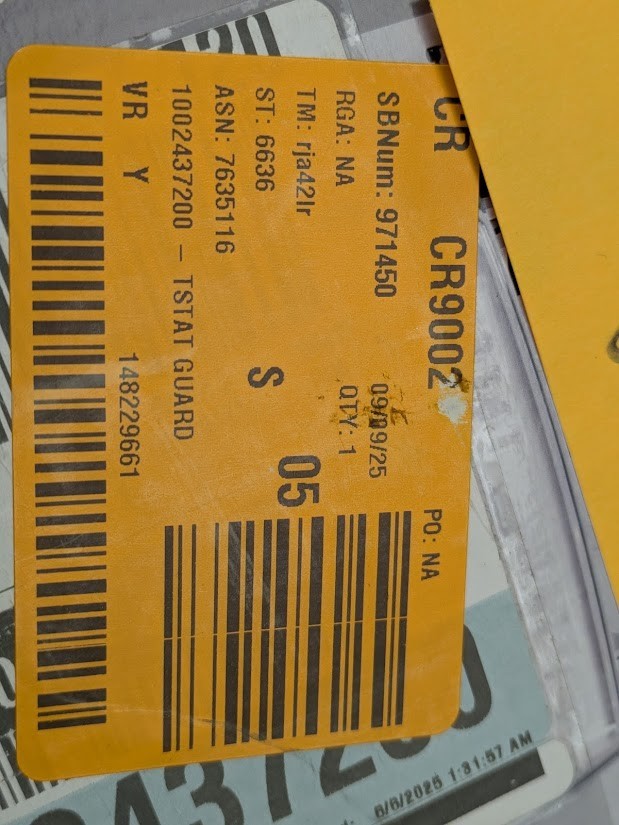 CR CR9002 PO: NA
SBNum: 971450 09/09/25
RGA: NA QTY: 1
TM: rja42lr
ST: 6636 S 05
ASN: 7635116
1002437200 - TSTAT GUARD
VR Y 148229661
2437200
6/6/2025 1:31:57 AM